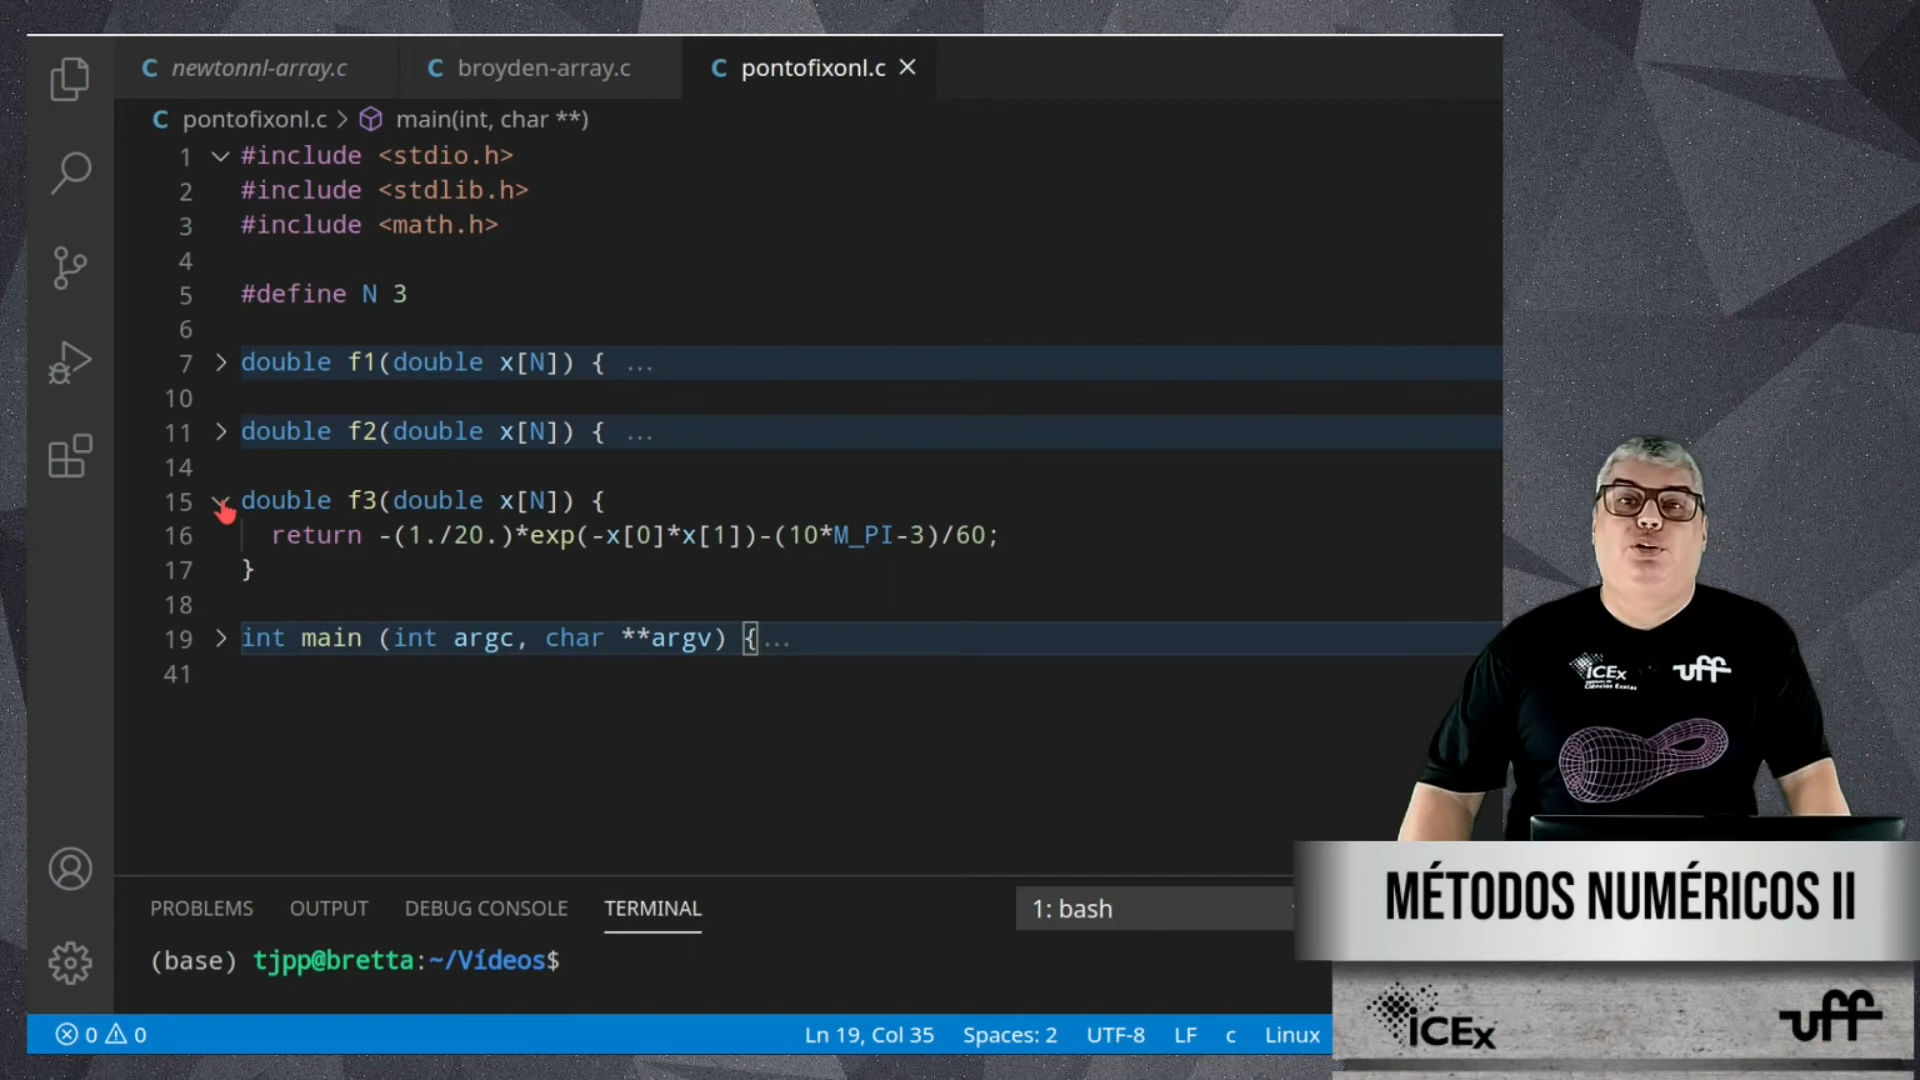 newtonnl-array.c
broyden-array.c
pontofixonl.c
pontofixonl.c > main(int, char **)
1 #include <stdio.h>
2 #include <stdlib.h>
3 #include <math.h>
4
5 #define N 3
6
7 double f1(double x[N]) { ...
10
11 double f2(double x[N]) { ...
14
15 double f3(double x[N]) {
16 return -(1./20.)*exp(-x[0]*x[1])-(10*M_PI-3)/60;
17 }
18
19 int main (int argc, char **argv) {...
41
ICEx
Instituto de
Ciências Exatas
uff
PROBLEMS OUTPUT DEBUG CONSOLE TERMINAL 1: bash
(base) tjpp@bretta:~/Vídeos$
0 0 Ln 19, Col 35 Spaces: 2 UTF-8 LF c Linux
MÉTODOS NUMÉRICOS II
ICEx
uff